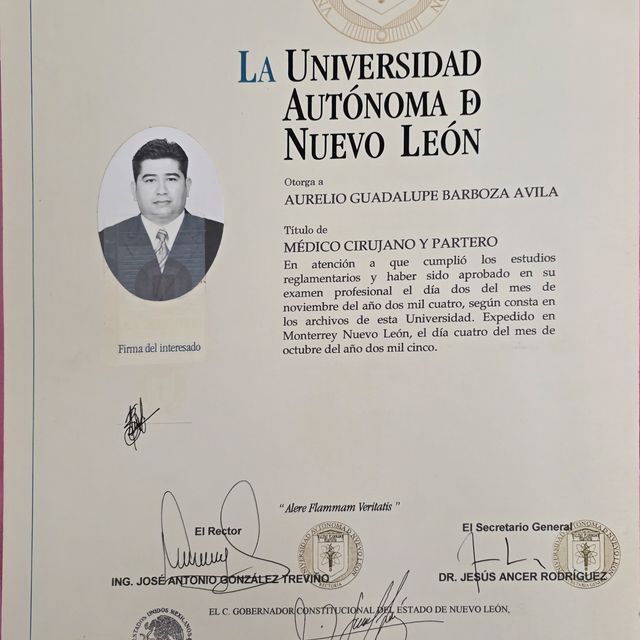 LA UNIVERSIDAD
AUTÓNOMA Đ
NUEVO LEÓN
Otorga a
AURELIO GUADALUPE BARBOZA AVILA
Título de
MÉDICO CIRUJANO Y PARTERO
En atención a que cumplió los estudios
reglamentarios y haber sido aprobado en su
examen profesional el día dos del mes de
noviembre del año dos mil cuatro, según consta en
los archivos de esta Universidad. Expedido en
Monterrey Nuevo León, el día cuatro del mes de
octubre del año dos mil cinco.
Firma del interesado
"Alere Flammam Veritatis"
El Rector
El Secretario General
ING. JOSÉ ANTONIO GONZÁLEZ TREVIÑO
DR. JESÚS ANCER RODRÍGUEZ
EL C. GOBERNADOR CONSTITUCIONAL DEL ESTADO DE NUEVO LEÓN,